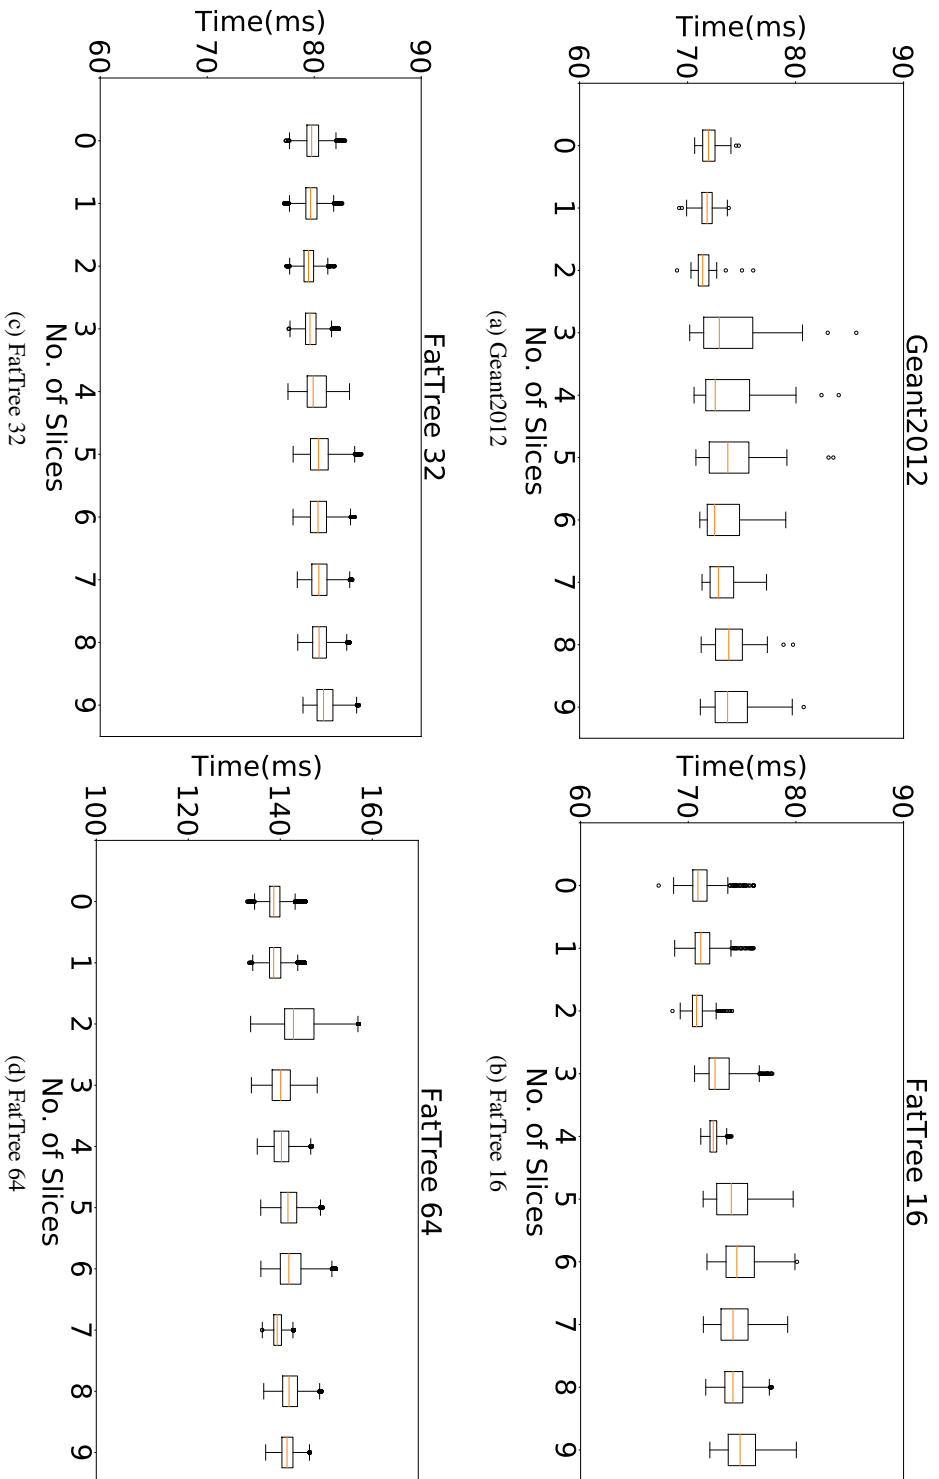 Geant2012
Time(ms)
90
80
70
60
0 1 2 3 4 5 6 7 8 9
No. of Slices
(a) Geant2012
FatTree 16
Time(ms)
90
80
70
60
0 1 2 3 4 5 6 7 8 9
No. of Slices
(b) FatTree 16
FatTree 32
Time(ms)
90
80
70
60
0 1 2 3 4 5 6 7 8 9
No. of Slices
(c) FatTree 32
FatTree 64
Time(ms)
160
140
120
100
0 1 2 3 4 5 6 7 8 9
No. of Slices
(d) FatTree 64